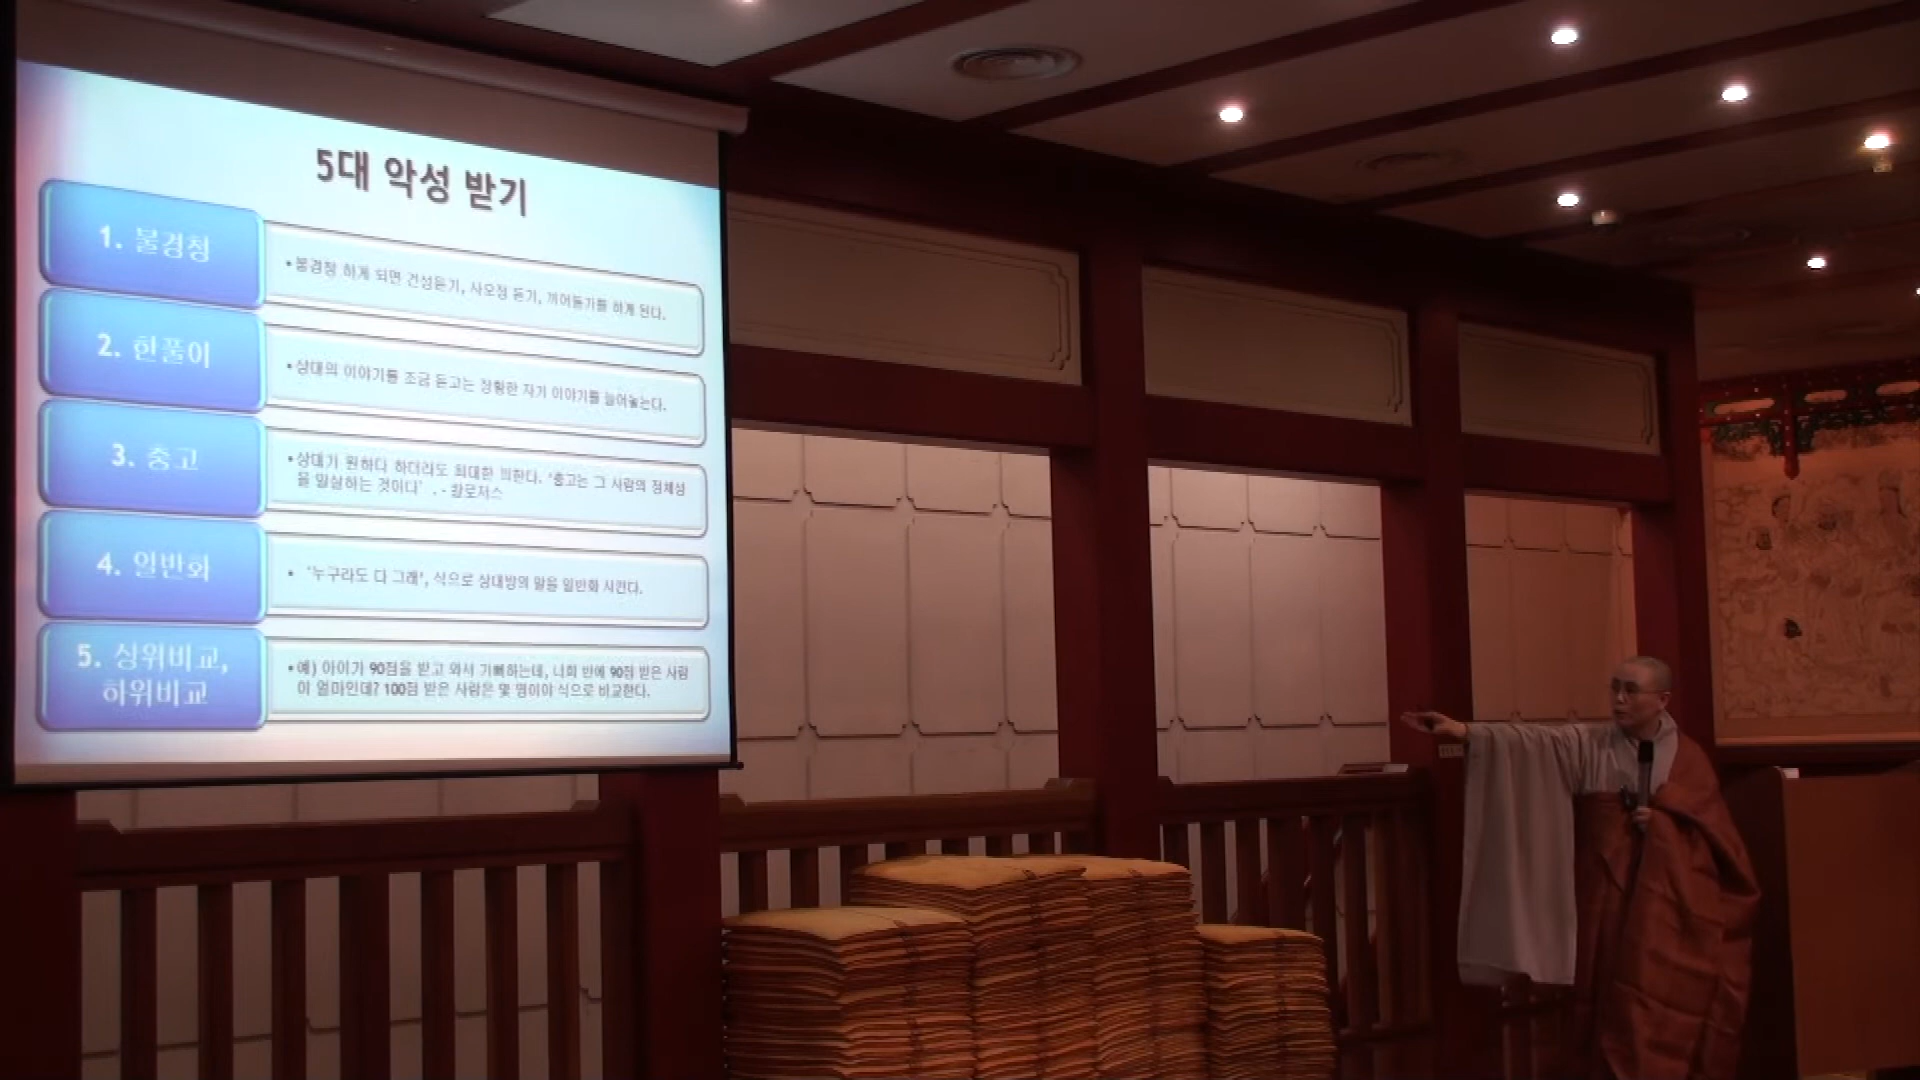 5대 악성 받기
1. 불경청
•불경청 하게 되면 건성듣기, 사오정 듣기, 끼어들기를 하게 된다.
2. 한풀이
•상대의 이야기를 조금 듣고는 장황한 자기 이야기를 늘어놓는다.
3. 충고
•상대가 원하다 하더라도 최대한 피한다. '충고는 그 사람의 정체성
을 말살하는 것이다' . - 칼로저스
4. 일반화
• '누구라도 다 그래', 식으로 상대방의 말을 일반화 시킨다.
5. 상위비교,
하위비교
•예) 아이가 90점을 받고 와서 기뻐하는데, 너희 반에 90점 받은 사람
이 얼마인데? 100점 받은 사람은 몇 명이야 식으로 비교한다.